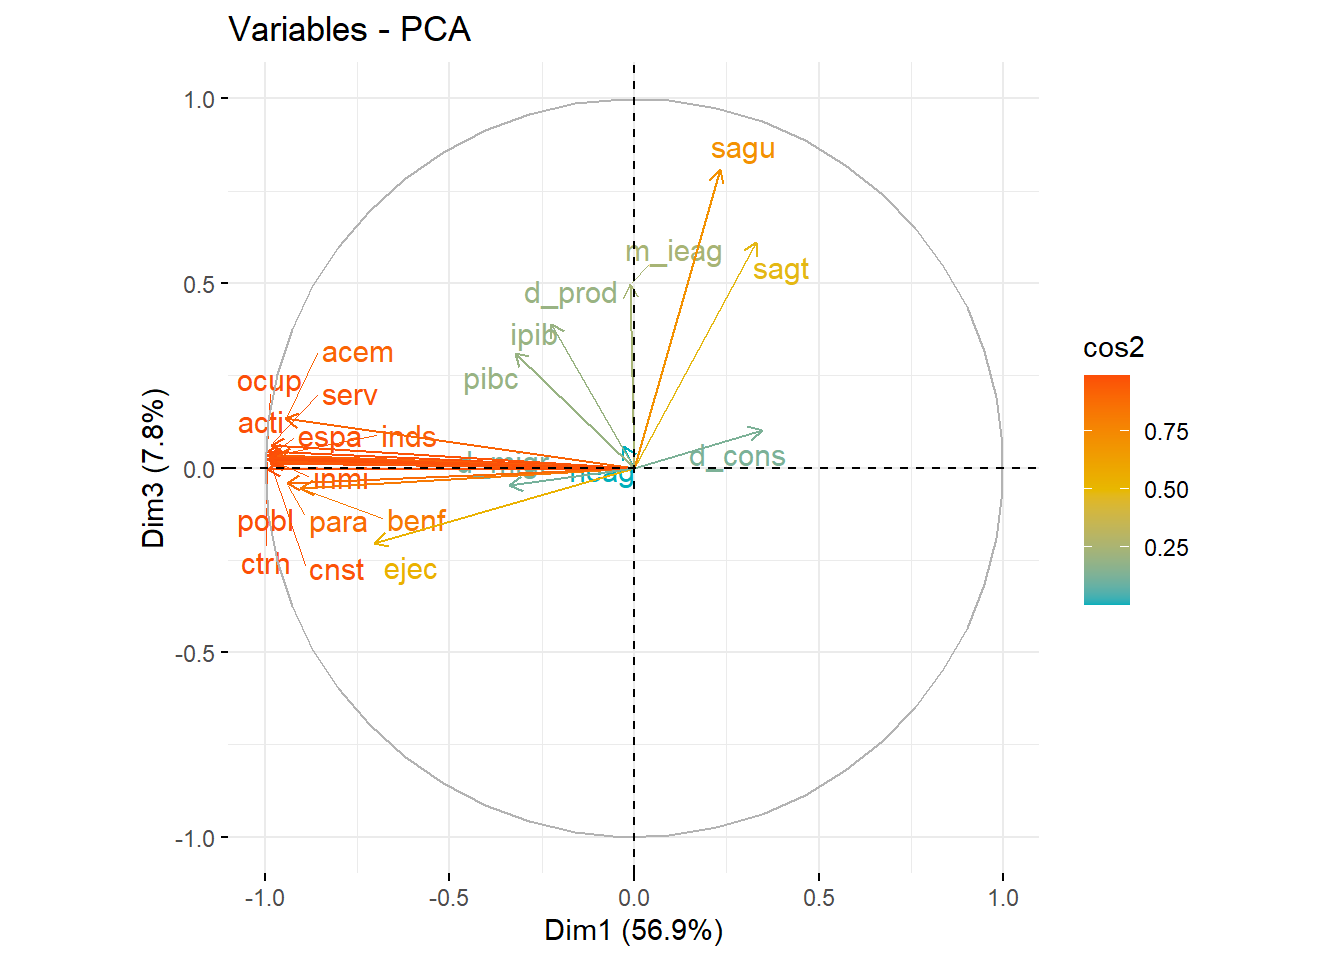 Variables - PCA
1.0
sagu
m_ieag
sagt
d_prod
0.5
ipib
cos2
acem
pibc
ocup
serv
0.75
acti
espa
inds
d_cons
d_migr
0.0
Dim3 (7.8%)
inmi
0.50
pobl
para
benf
0.25
ctrh
cnst
ejec
-0.5
-1.0
-1.0
-0.5
0.0
0.5
1.0
Dim1 (56.9%)